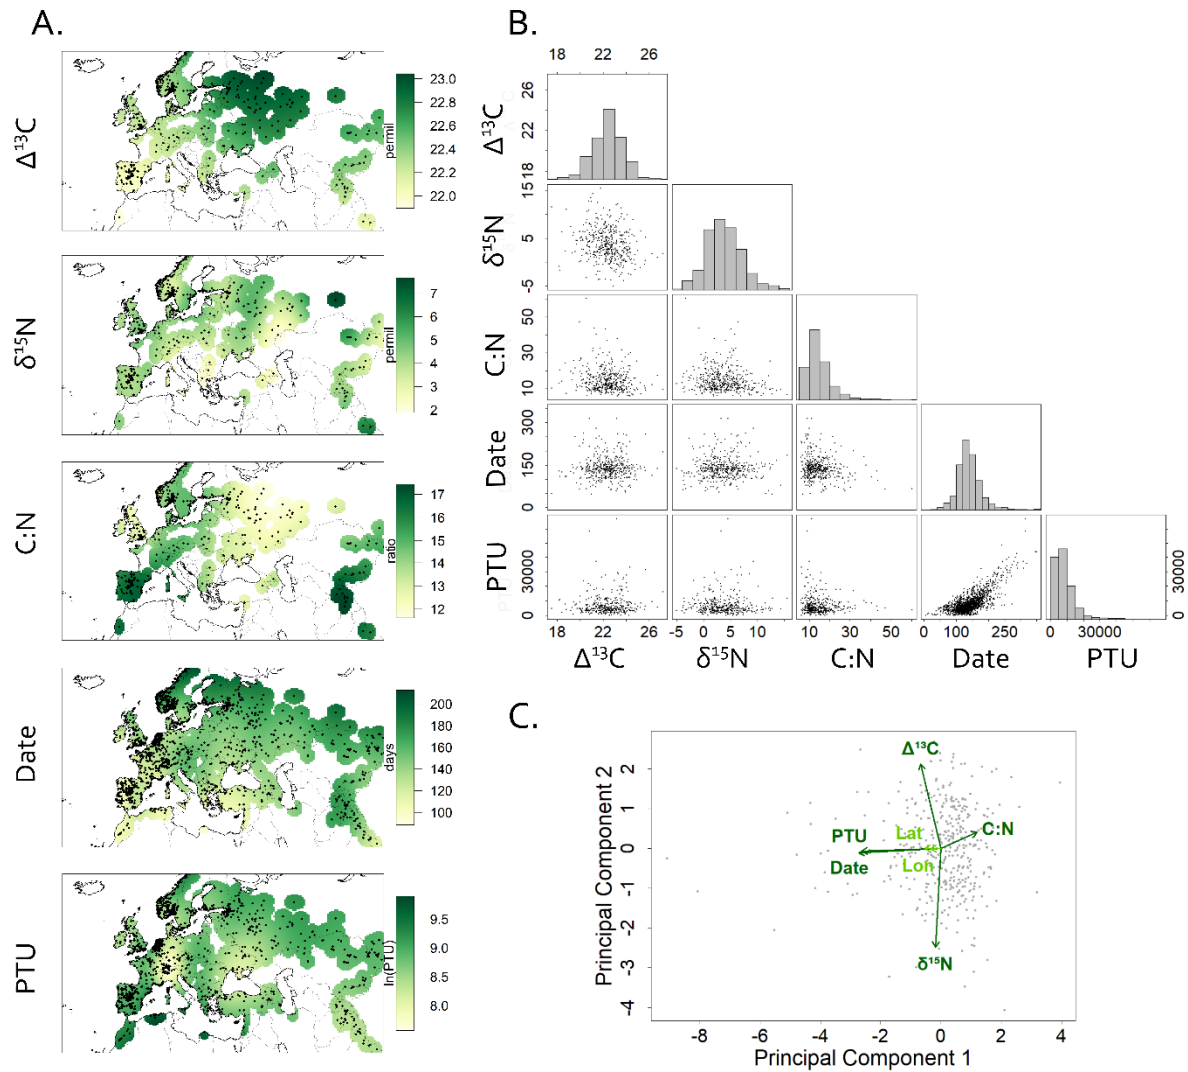 A.
Δ¹³C
permil
23.0
22.8
22.6
22.4
22.2
22.0
δ¹⁵N
permil
7
6
5
4
3
2
C:N
ratio
17
16
15
14
13
12
Date
days
200
180
160
140
120
100
PTU
ln(PTU)
9.5
9.0
8.5
8.0
B.
18 22 26
Δ¹³C
26
22
18
δ¹⁵N
15
5
-5
C:N
50
30
10
Date
300
150
0
PTU
30000
0
30000
0
18 22 26
-5 0 5 10
10 30 50
0 100 250
0 30000
Δ¹³C δ¹⁵N C:N Date PTU
C.
Principal Component 2
2
1
0
-1
-2
-3
-4
Δ¹³C
C:N
Lat
PTU
Date
Lon
δ¹⁵N
-8 -6 -4 -2 0 2 4
Principal Component 1